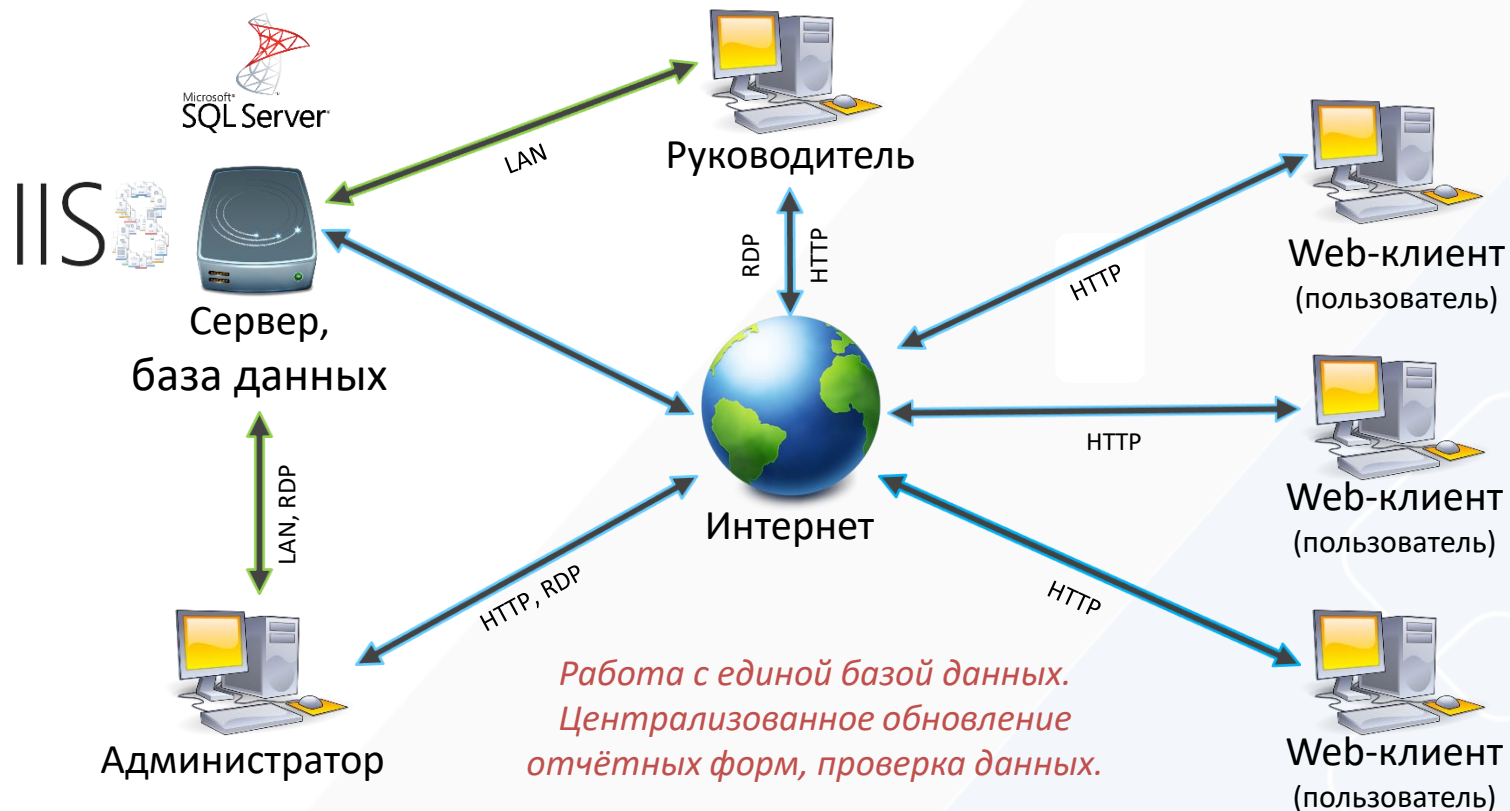 Microsoft®
SQL Server®
IIS8
Сервер,
база данных
LAN
Руководитель
RDP
HTTP
HTTP
Web-клиент
(пользователь)
HTTP
Web-клиент
(пользователь)
Интернет
LAN, RDP
HTTP, RDP
HTTP
Администратор
Работа с единой базой данных.
Централизованное обновление
отчётных форм, проверка данных.
Web-клиент
(пользователь)